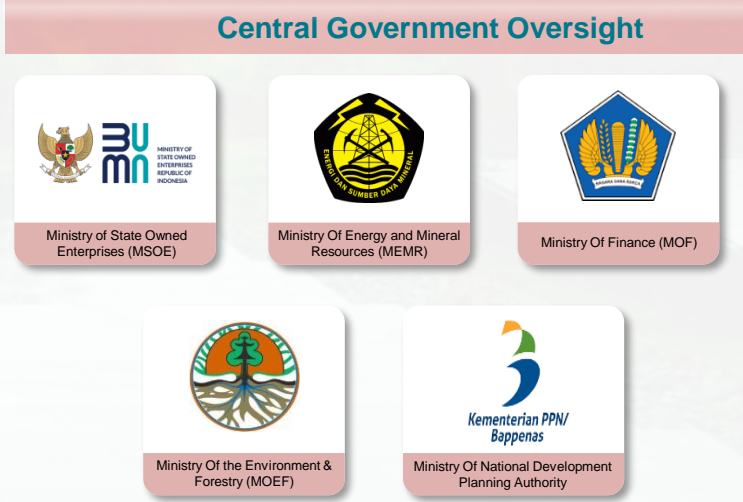 Central Government Oversight
BUMN
MINISTRY OF
STATE OWNED
ENTERPRISES
REPUBLIC OF
INDONESIA
Ministry of State Owned
Enterprises (MSOE)
ENERGI DAN SUMBER DAYA MINERAL
Ministry Of Energy and Mineral
Resources (MEMR)
NAGARA DANA RAKÇA
Ministry Of Finance (MOF)
Ministry Of the Environment &
Forestry (MOEF)
Kementerian PPN/
Bappenas
Ministry Of National Development
Planning Authority